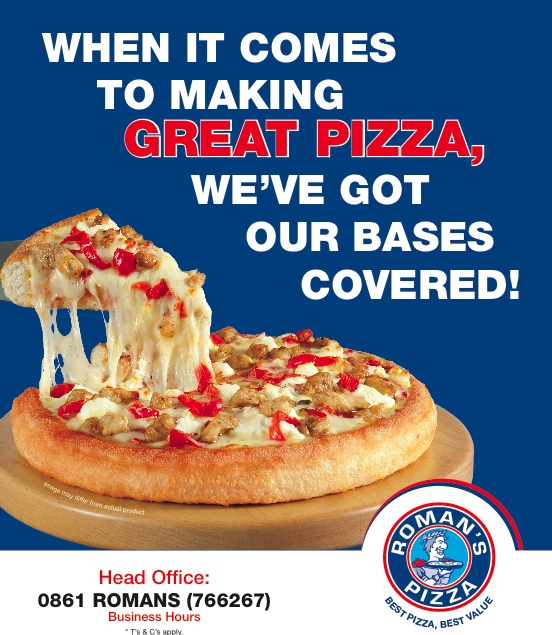 WHEN IT COMES
TO MAKING
GREAT PIZZA,
WE'VE GOT
OUR BASES
COVERED!
Image may differ from actual product
ROMAN'S
PIZZA
BEST PIZZA, BEST VALUE
Head Office:
0861 ROMANS (766267)
Business Hours
* T's & C's apply.